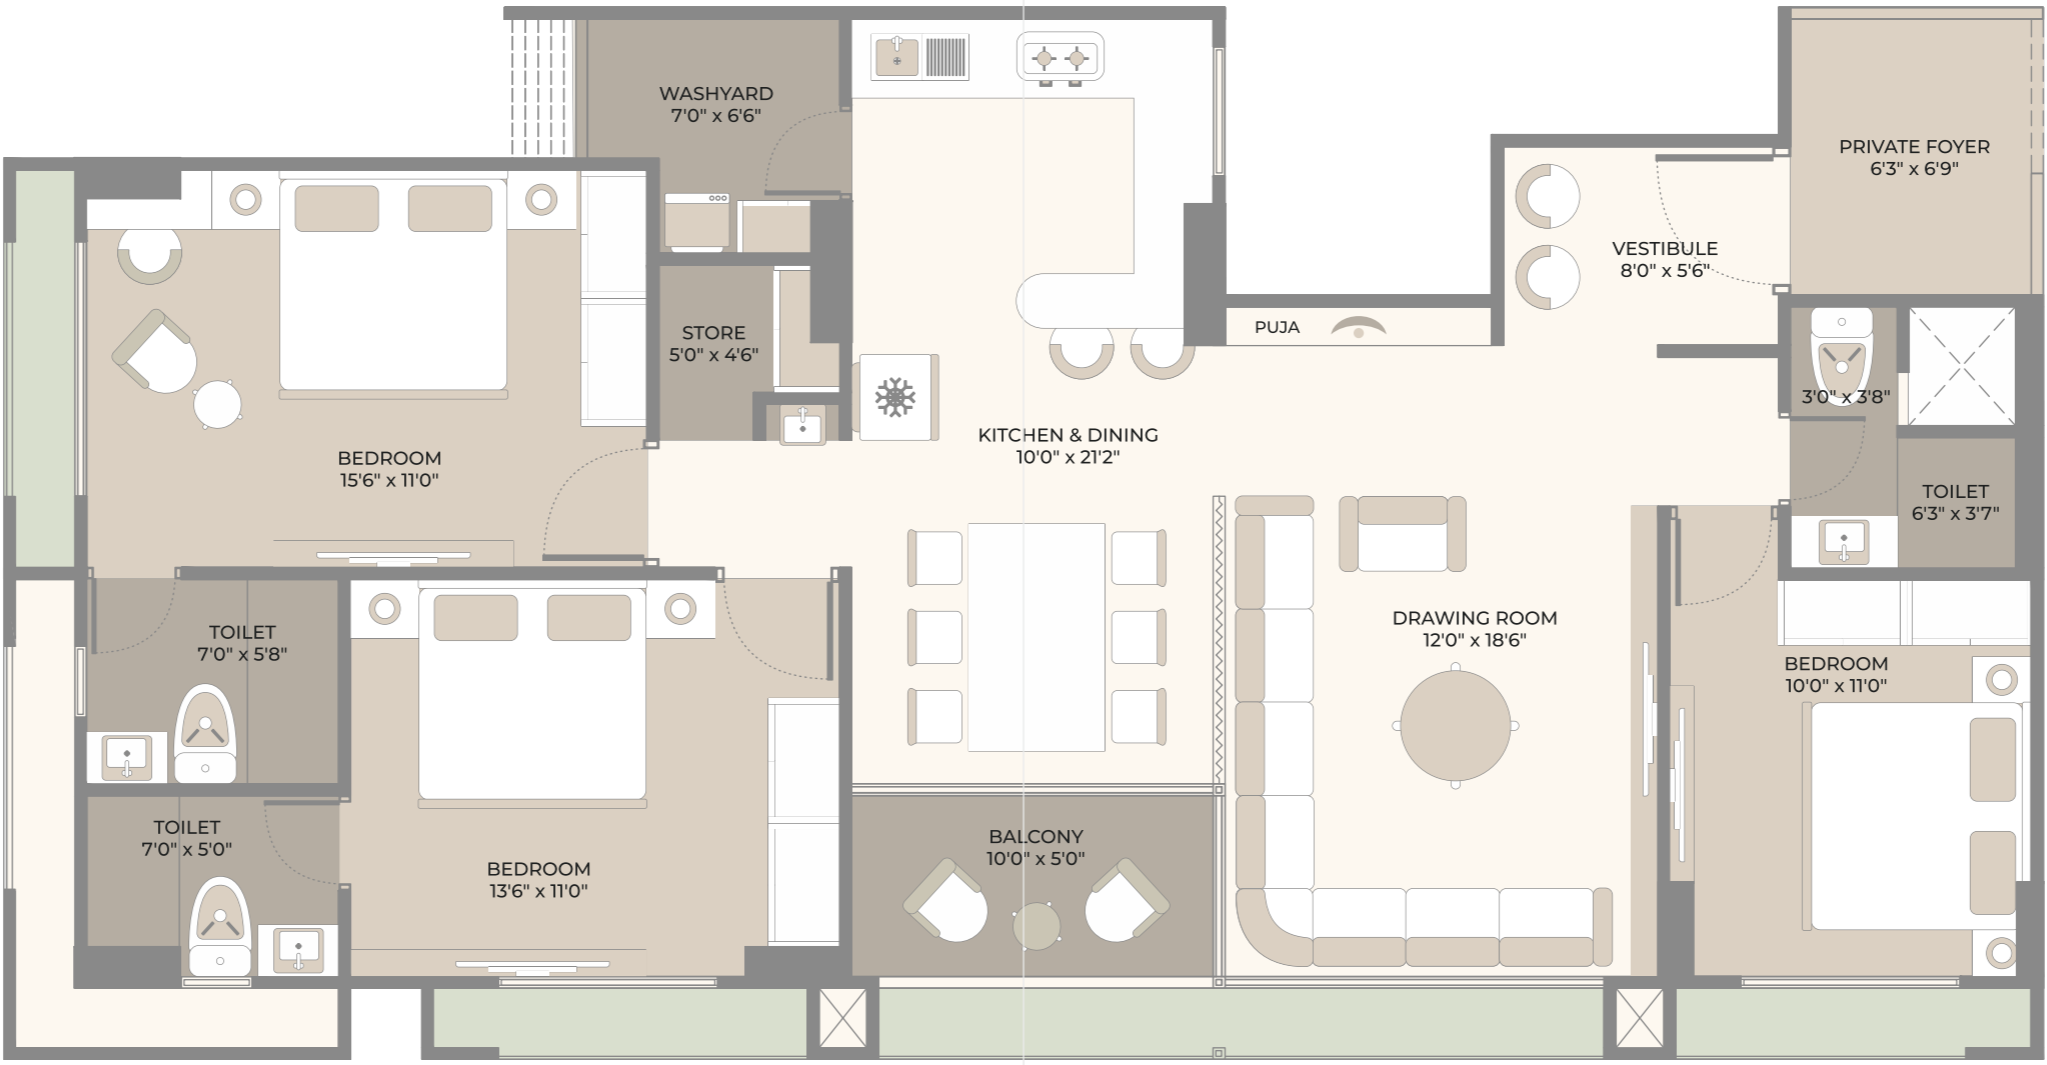 WASHYARD
7'0" x 6'6"
PRIVATE FOYER
6'3" x 6'9"
VESTIBULE
8'0" x 5'6"
STORE
5'0" x 4'6"
PUJA
3'0" x 3'8"
KITCHEN & DINING
10'0" x 21'2"
BEDROOM
15'6" x 11'0"
TOILET
6'3" x 3'7"
TOILET
7'0" x 5'8"
DRAWING ROOM
12'0" x 18'6"
BEDROOM
10'0" x 11'0"
TOILET
7'0" x 5'0"
BALCONY
10'0" x 5'0"
BEDROOM
13'6" x 11'0"